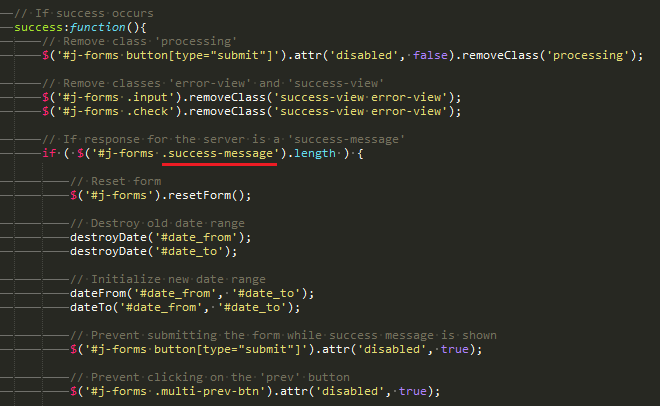 // If success occurs
success:function(){
// Remove class 'processing'
$('#j-forms button[type="submit"]').attr('disabled', false).removeClass('processing');
// Remove classes 'error-view' and 'success-view'
$('#j-forms .input').removeClass('success-view error-view');
$('#j-forms .check').removeClass('success-view error-view');
// If response for the server is a 'success-message'
if ( $('#j-forms .success-message').length ) {
// Reset form
$('#j-forms').resetForm();
// Destroy old date range
destroyDate('#date_from');
destroyDate('#date_to');
// Initialize new date range
dateFrom('#date_from', '#date_to');
dateTo('#date_from', '#date_to');
// Prevent submitting the form while success message is shown
$('#j-forms button[type="submit"]').attr('disabled', true);
// Prevent clicking on the 'prev' button
$('#j-forms .multi-prev-btn').attr('disabled', true);